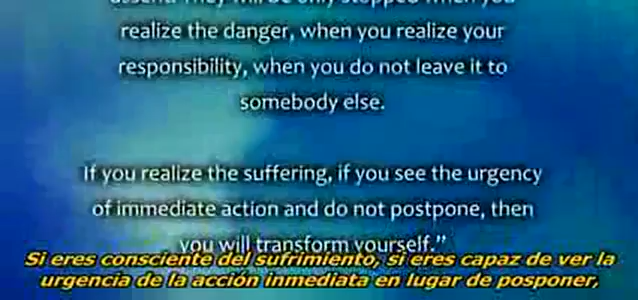 realize the danger, when you realize your
responsibility, when you do not leave it to
somebody else.
If you realize the suffering, if you see the urgency
of immediate action and do not postpone, then
you will transform yourself.”
Si eres consciente del sufrimiento, si eres capaz de ver la
urgencia de la acción inmediata en lugar de posponer,